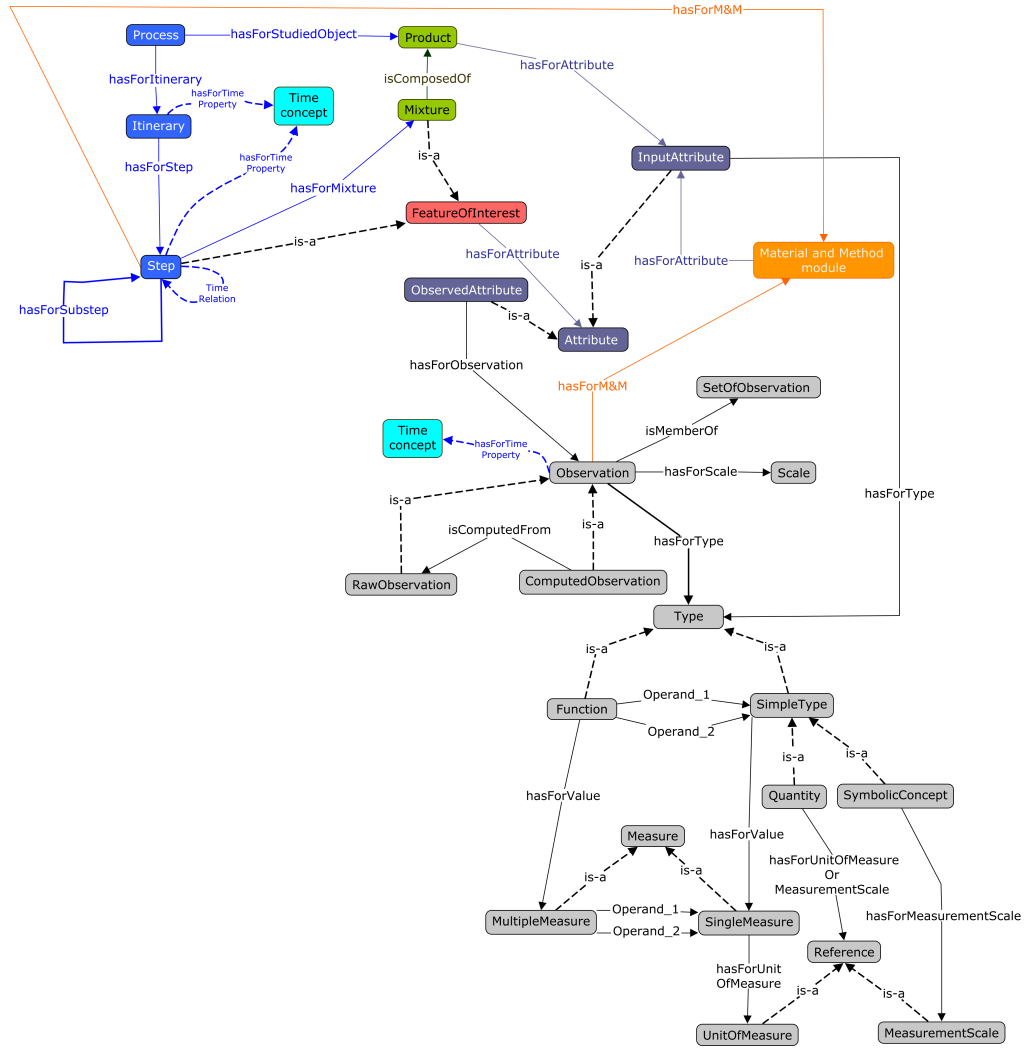 hasForM&M
Process
hasForStudiedObject
Product
hasForAttribute
hasForItinerary
isComposedOf
hasForTime
Property
Time
concept
Mixture
Itinerary
is-a
InputAttribute
hasForStep
hasForTime
Property
hasForMixture
FeatureOfInterest
is-a
hasForAttribute
is-a
hasForAttribute
Material and Method
module
Step
Time
Relation
ObservedAttribute
hasForSubstep
is-a
Attribute
hasForObservation
hasForM&M
SetOfObservation
isMemberOf
Time
concept
hasForTime
Property
Observation
hasForScale
Scale
hasForType
is-a
is-a
isComputedFrom
hasForType
RawObservation
ComputedObservation
Type
is-a
is-a
Operand_1
Function
SimpleType
Operand_2
is-a
is-a
hasForValue
Quantity
SymbolicConcept
Measure
hasForValue
hasForUnitOfMeasure
Or
MeasurementScale
is-a
is-a
Operand_1
MultipleMeasure
SingleMeasure
Operand_2
hasForMeasurementScale
Reference
hasForUnit
OfMeasure
is-a
is-a
UnitOfMeasure
MeasurementScale